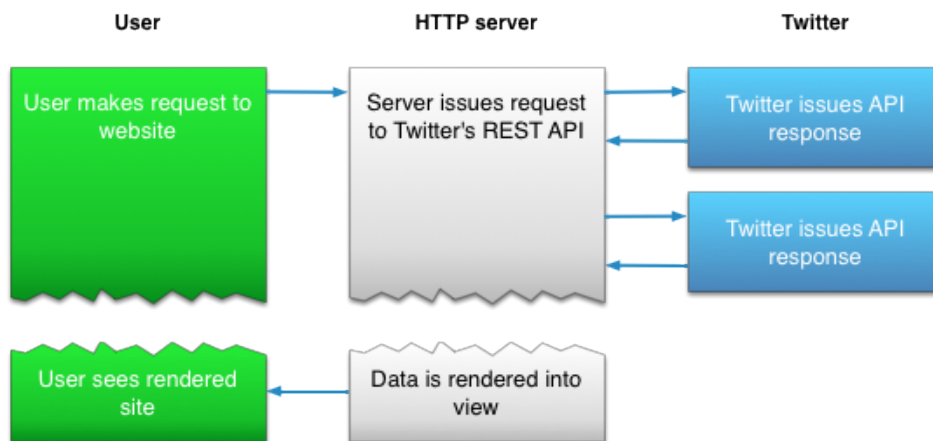 User
HTTP server
Twitter
User makes request to
website
Server issues request
to Twitter's REST API
Twitter issues API
response
Twitter issues API
response
User sees rendered
site
Data is rendered into
view